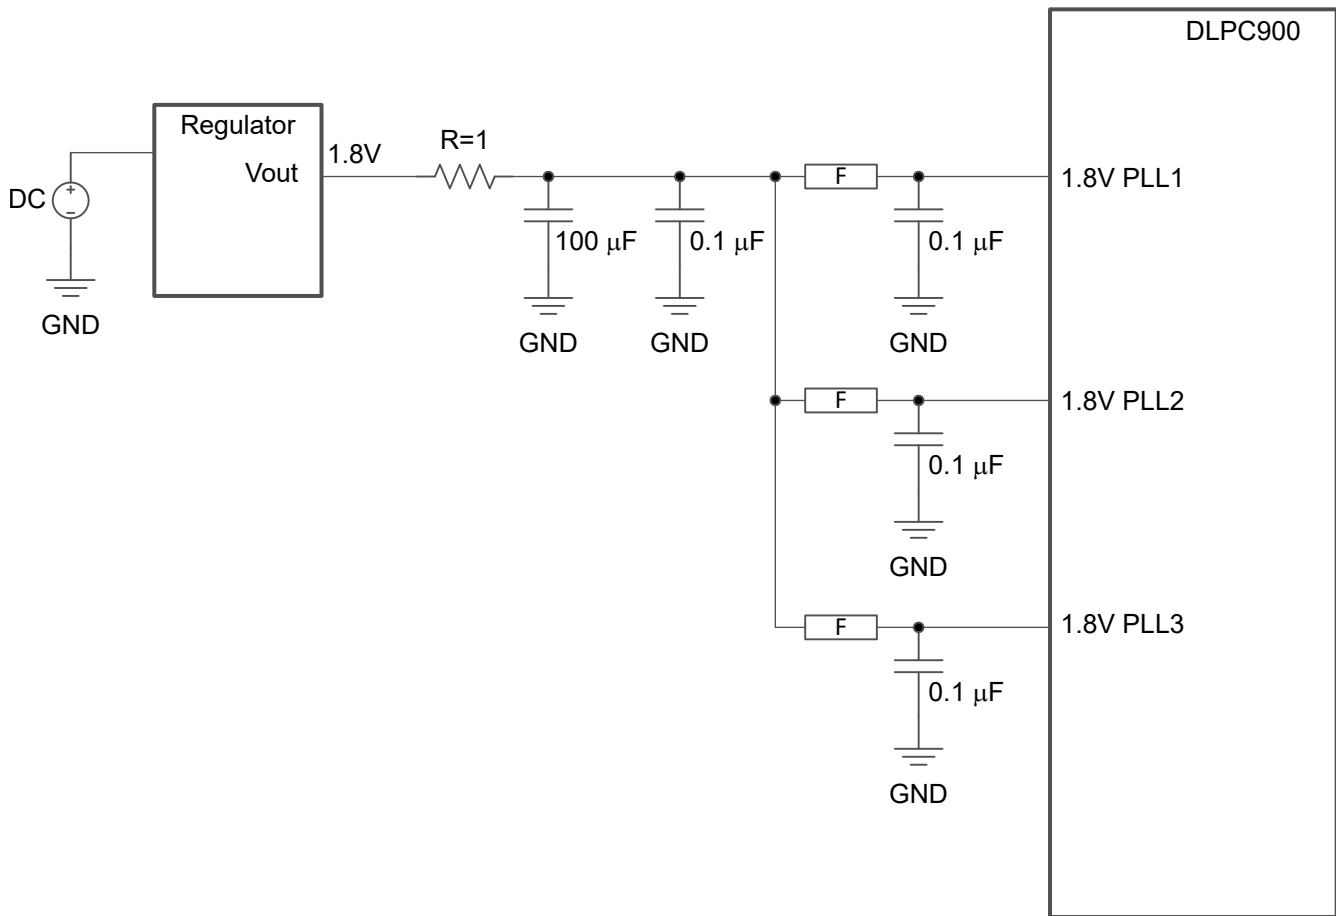 DLPC900
Regulator
Vout
1.8V
R=1
DC
GND
100 μF
GND
0.1 μF
GND
F
0.1 μF
GND
1.8V PLL1
F
0.1 μF
GND
1.8V PLL2
F
0.1 μF
GND
1.8V PLL3